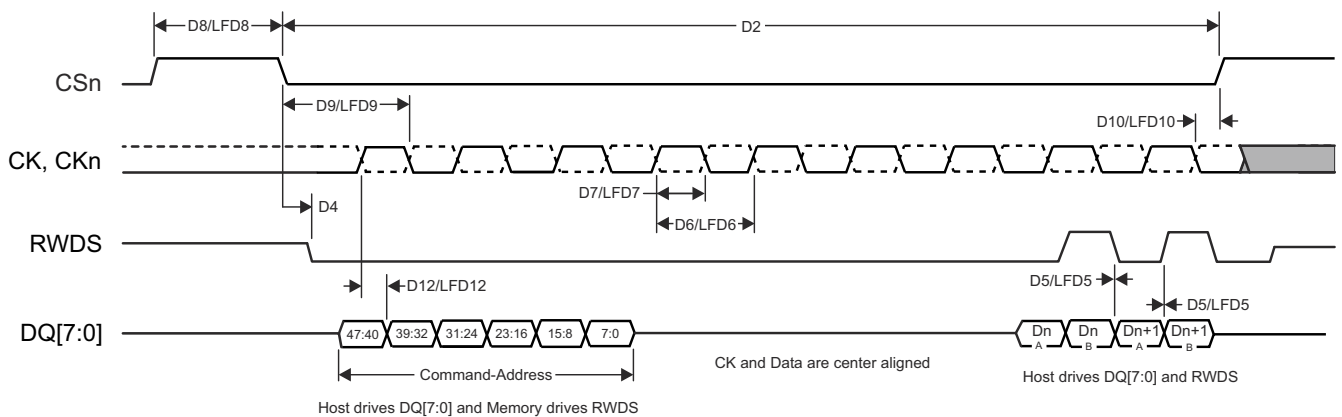 D8/LFD8
D2
CSn
D9/LFD9
D10/LFD10
CK, CKn
D7/LFD7
D4
D6/LFD6
RWDS
D12/LFD12
D5/LFD5
D5/LFD5
DQ[7:0]
47:40 39:32 31:24 23:16 15:8 7:0
Dn A Dn B Dn+1 A Dn+1 B
CK and Data are center aligned
Command-Address
Host drives DQ[7:0] and RWDS
Host drives DQ[7:0] and Memory drives RWDS